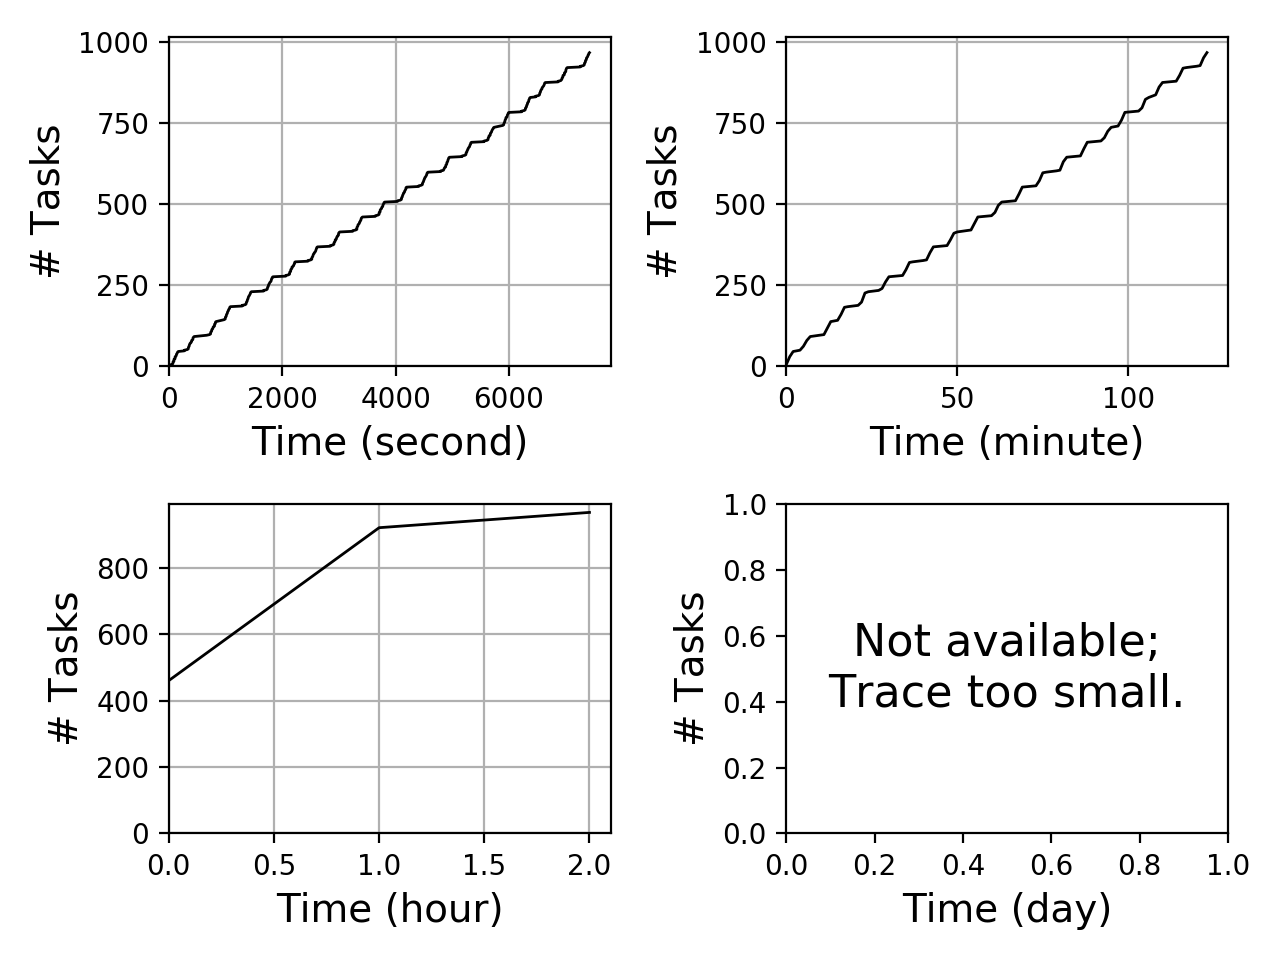 1000
750
500
250
0
# Tasks
0 2000 4000 6000
Time (second)
1000
750
500
250
0
# Tasks
0 50 100
Time (minute)
800
600
400
200
0
# Tasks
0.0 0.5 1.0 1.5 2.0
Time (hour)
1.0
0.8
0.6
0.4
0.2
0.0
# Tasks
Not available;
Trace too small.
0.0 0.2 0.4 0.6 0.8 1.0
Time (day)